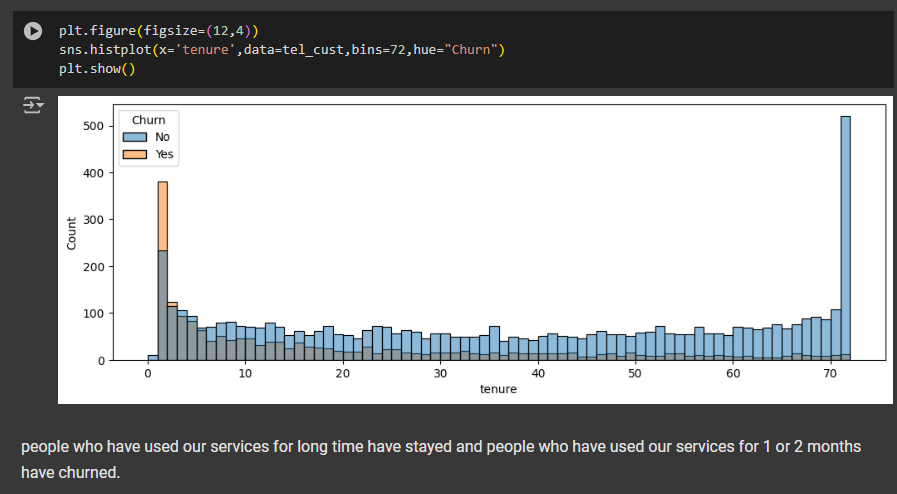 plt.figure(figsize=(12,4))
sns.histplot(x='tenure',data=tel_cust,bins=72,hue="Churn")
plt.show()
Churn
No
Yes
500
400
300
200
100
0
Count
0 10 20 30 40 50 60 70
tenure
people who have used our services for long time have stayed and people who have used our services for 1 or 2 months
have churned.